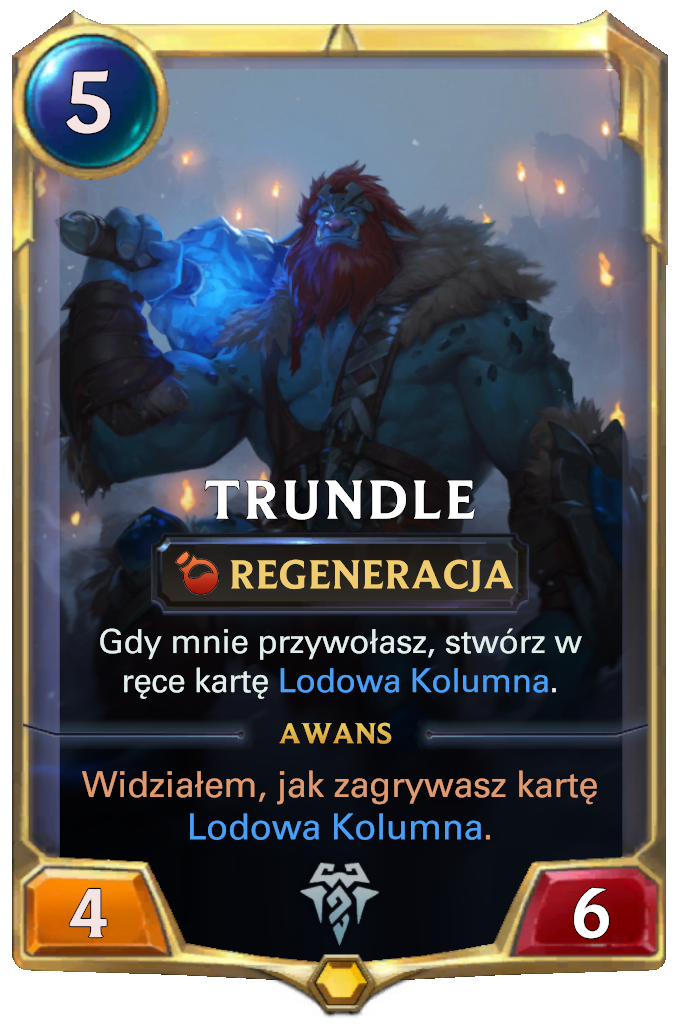 5
TRUNDLE
REGENERACJA
Gdy mnie przywołasz, stwórz w
ręce kartę Lodowa Kolumna.
AWANS
Widziałem, jak zagrywasz kartę
Lodowa Kolumna.
4
6